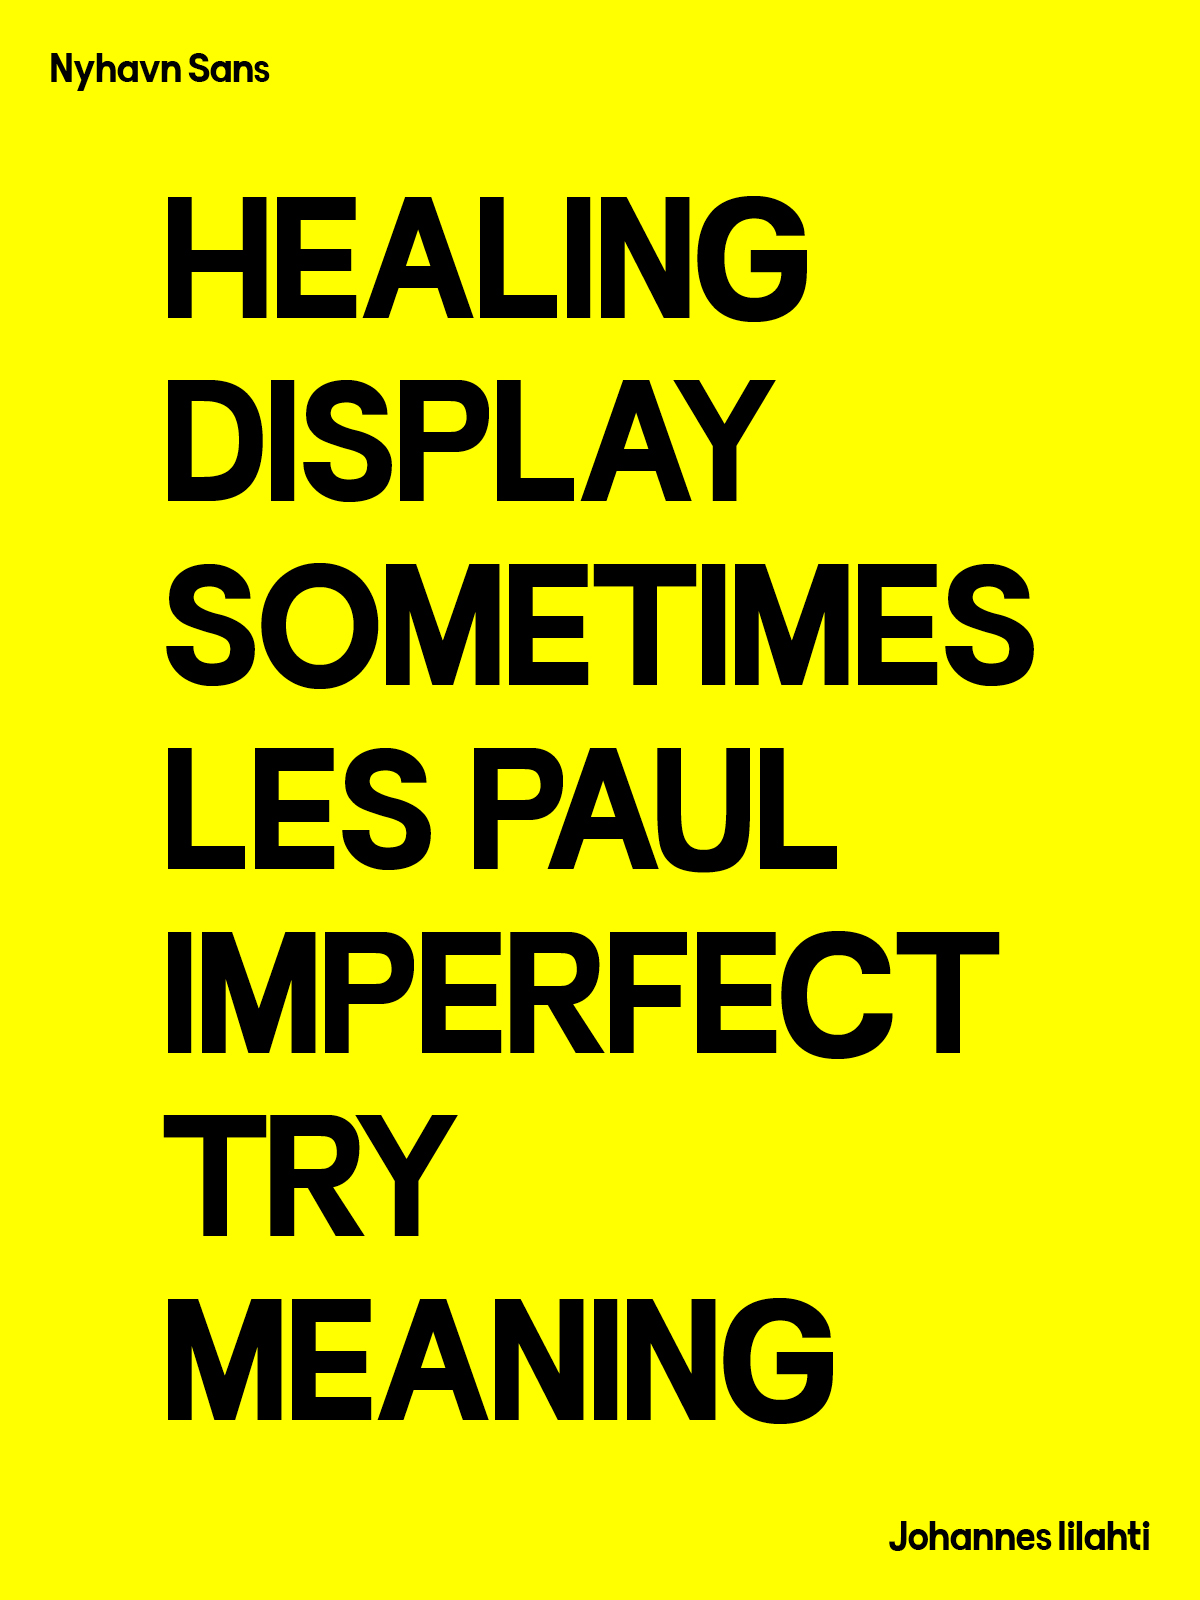 Nyhavn Sans
HEALING
DISPLAY
SOMETIMES
LES PAUL
IMPERFECT
TRY
MEANING
Johannes Iilahti